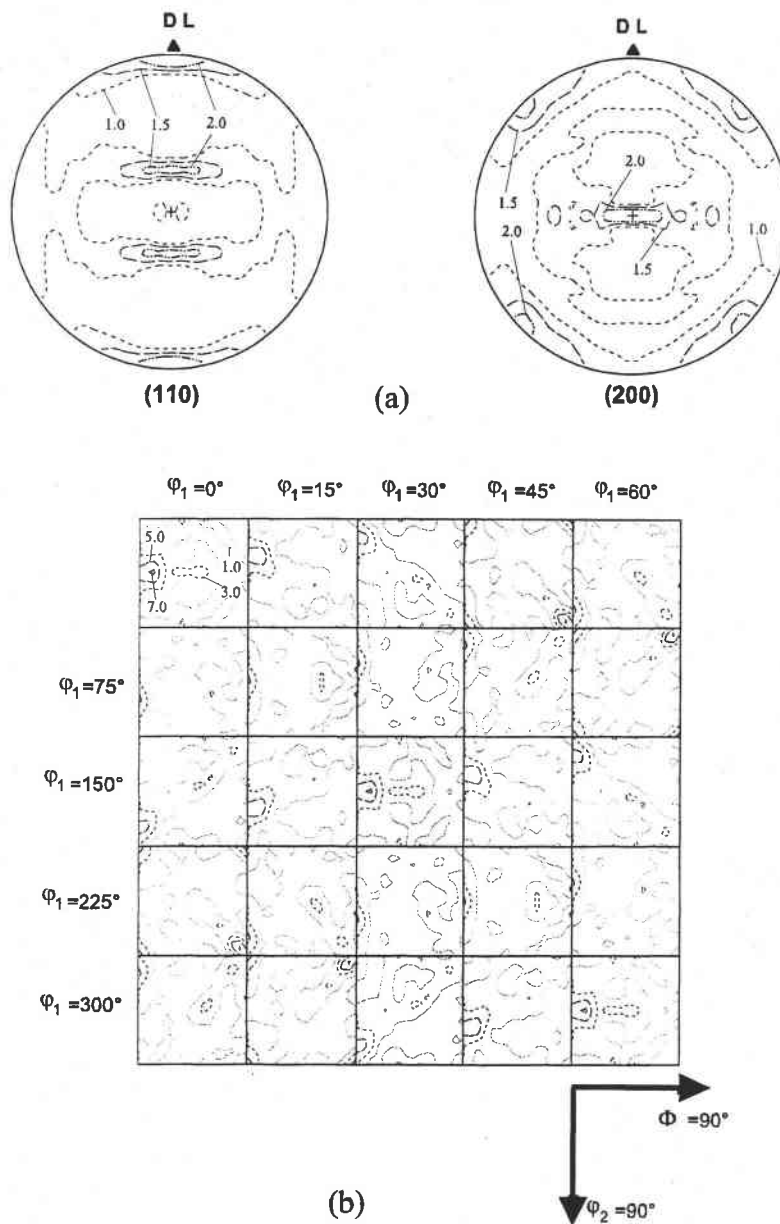 D L
D L
1.0
1.5
2.0
2.0
1.5
2.0
1.5
1.0
(110)
(a)
(200)
φ₁ =0°
φ₁ =15°
φ₁ =30°
φ₁ =45°
φ₁ =60°
5.0
1.0
7.0
3.0
φ₁ =75°
φ₁ =150°
φ₁ =225°
φ₁ =300°
Φ =90°
(b)
φ₂ =90°